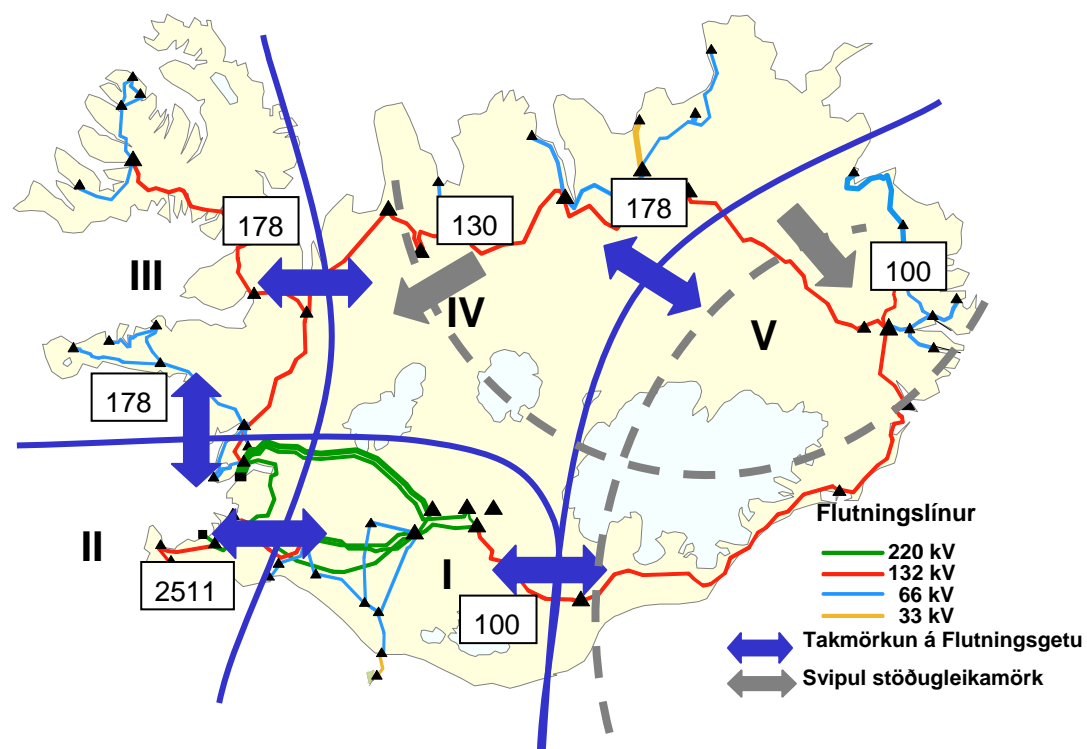 178
130
178
100
III
IV
V
178
II
2511
I
100
Flutningslínur
220 kV
132 kV
66 kV
33 kV
Takmörkun á Flutningsgetu
Svipul stöðugleikamörk